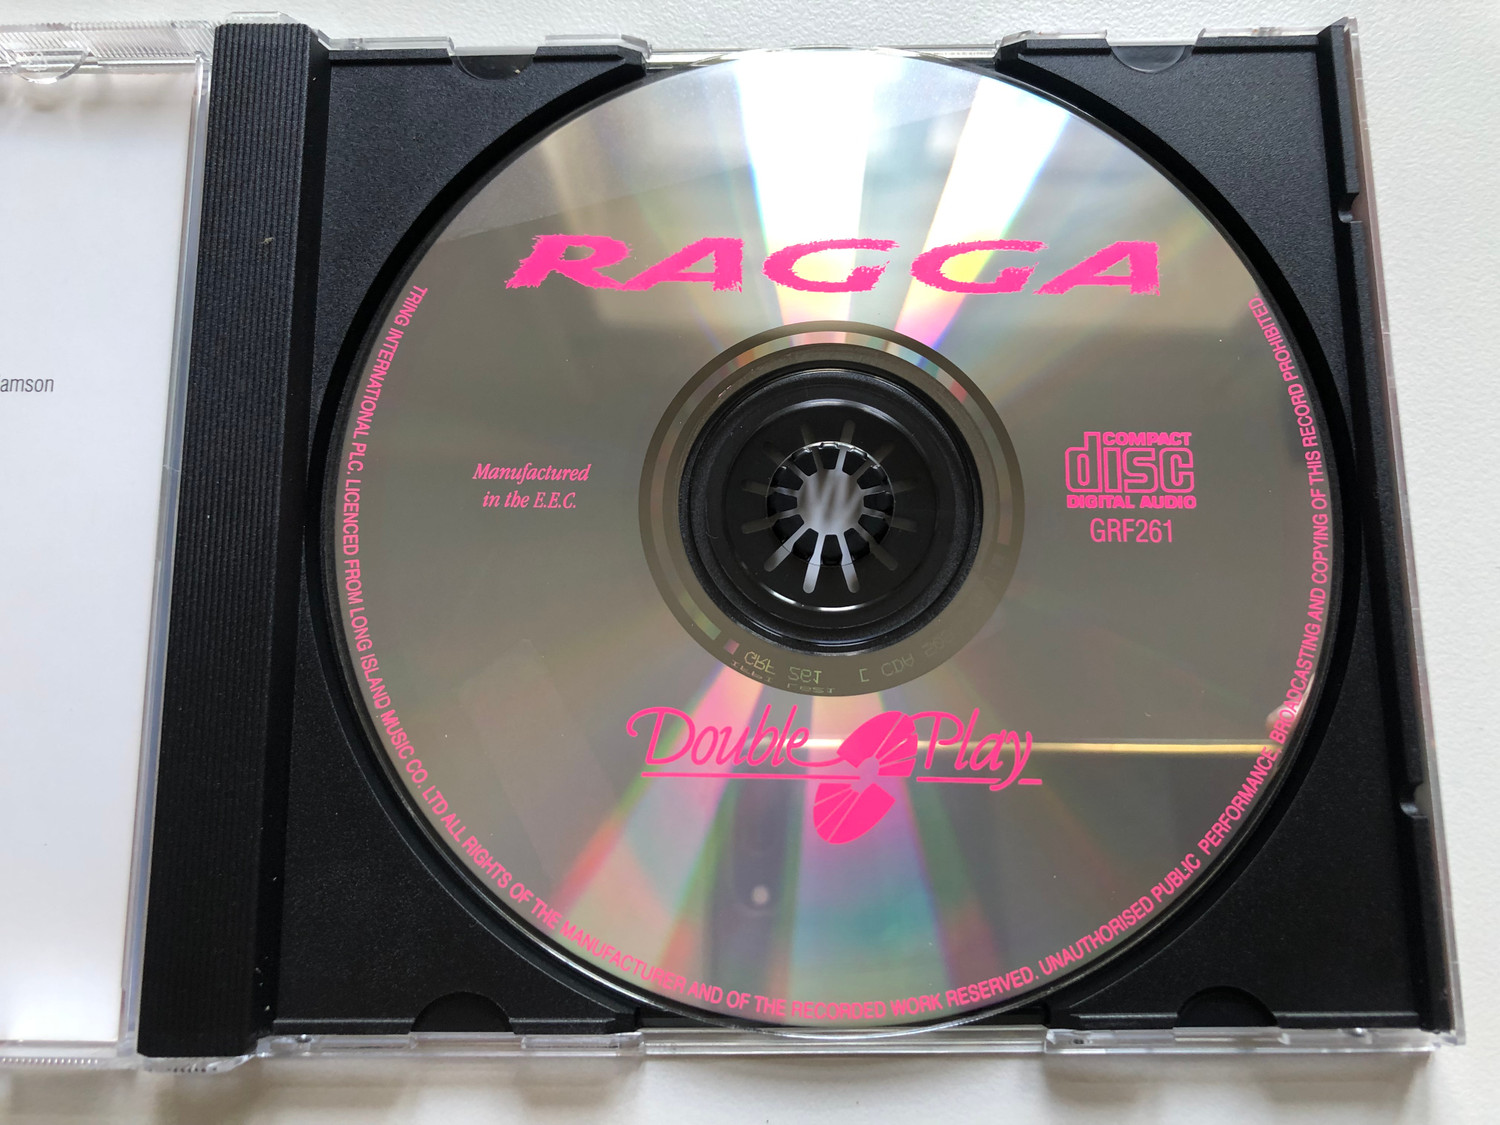 amson
RAGGA
Manufactured
in the E.E.C.
COMPACT
disc
DIGITAL AUDIO
GRF261
GRF 261
Double Play
TRING INTERNATIONAL PLC. LICENCED FROM LONG ISLAND MUSIC CO. LTD ALL RIGHTS OF THE MANUFACTURER AND OF THE RECORDED WORK RESERVED. UNAUTHORISED PUBLIC PERFORMANCE. BROADCASTING AND COPYING OF THIS RECORD PROHIBITED